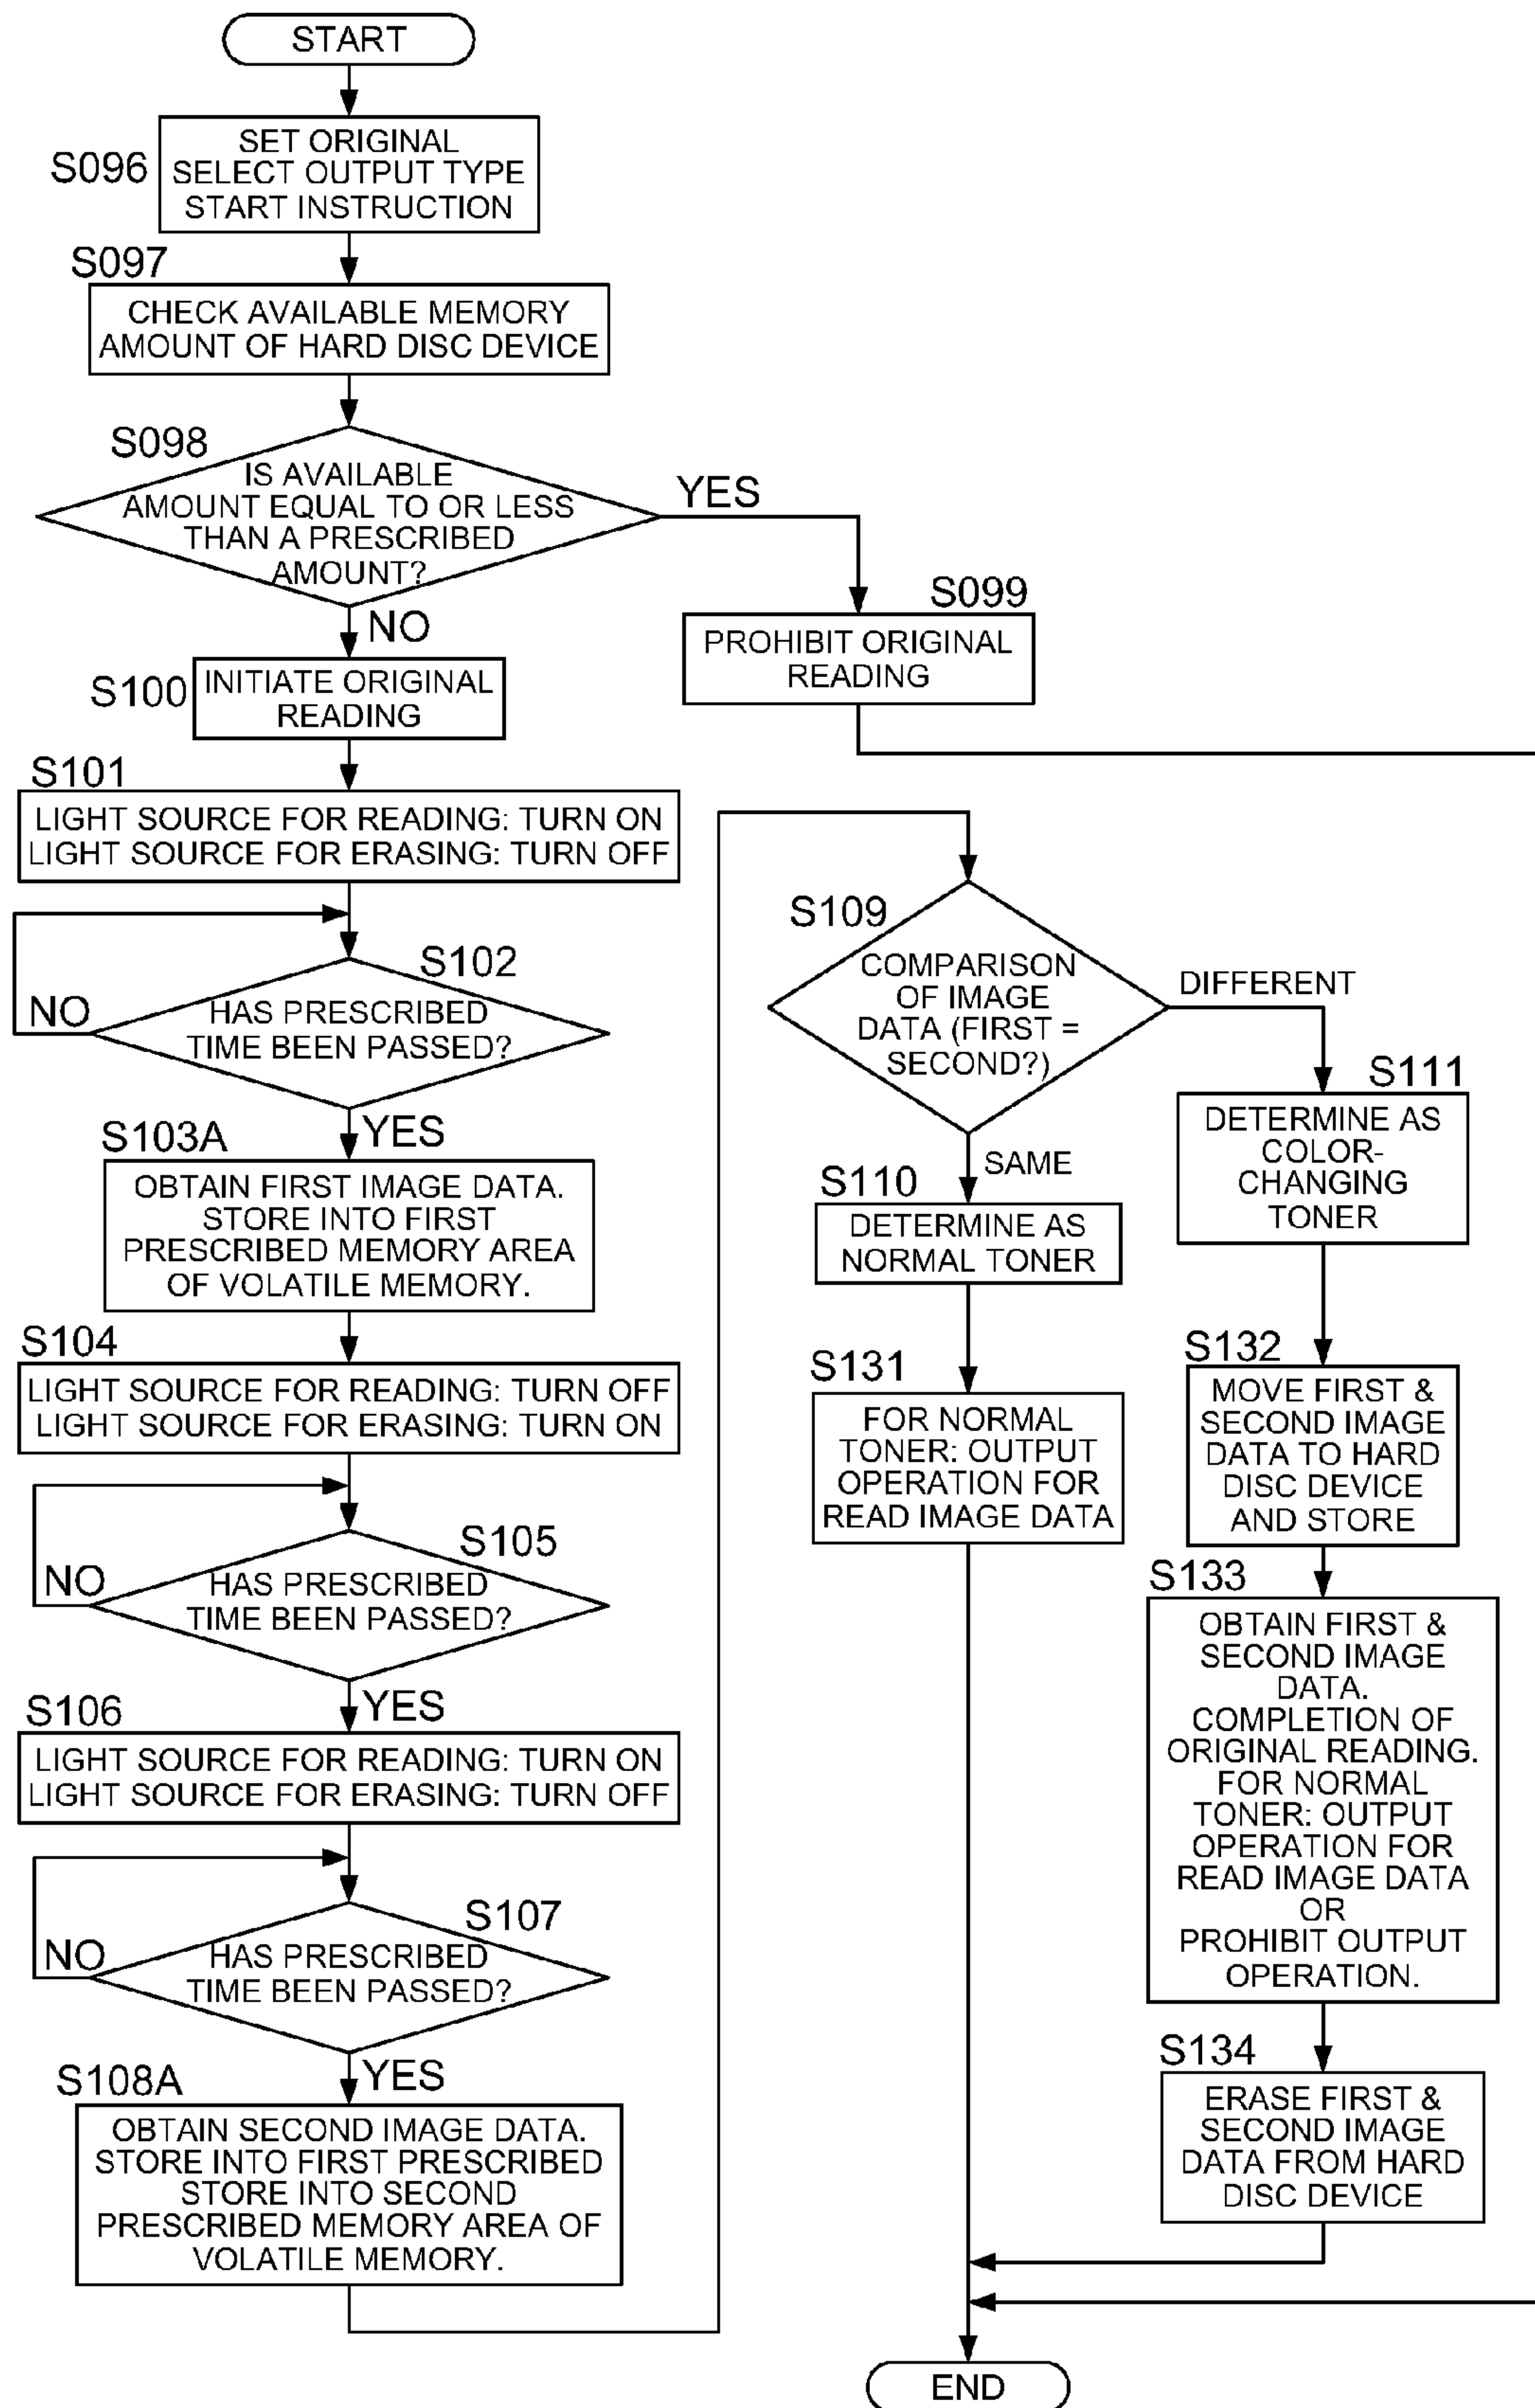 START
S096
SET ORIGINAL
SELECT OUTPUT TYPE
START INSTRUCTION
S097
CHECK AVAILABLE MEMORY
AMOUNT OF HARD DISC DEVICE
S098
IS AVAILABLE
AMOUNT EQUAL TO OR LESS
THAN A PRESCRIBED
AMOUNT?
YES
NO
S099
PROHIBIT ORIGINAL
READING
S100
INITIATE ORIGINAL
READING
S101
LIGHT SOURCE FOR READING: TURN ON
LIGHT SOURCE FOR ERASING: TURN OFF
S102
HAS PRESCRIBED
TIME BEEN PASSED?
NO
YES
S103A
OBTAIN FIRST IMAGE DATA.
STORE INTO FIRST
PRESCRIBED MEMORY AREA
OF VOLATILE MEMORY.
S104
LIGHT SOURCE FOR READING: TURN OFF
LIGHT SOURCE FOR ERASING: TURN ON
S105
HAS PRESCRIBED
TIME BEEN PASSED?
NO
YES
S106
LIGHT SOURCE FOR READING: TURN ON
LIGHT SOURCE FOR ERASING: TURN OFF
S107
HAS PRESCRIBED
TIME BEEN PASSED?
NO
YES
S108A
OBTAIN SECOND IMAGE DATA.
STORE INTO FIRST PRESCRIBED
STORE INTO SECOND
PRESCRIBED MEMORY AREA OF
VOLATILE MEMORY.
S109
COMPARISON
OF IMAGE
DATA (FIRST =
SECOND?)
DIFFERENT
SAME
S110
DETERMINE AS
NORMAL TONER
S131
FOR NORMAL
TONER: OUTPUT
OPERATION FOR
READ IMAGE DATA
S111
DETERMINE AS
COLOR-
CHANGING
TONER
S132
MOVE FIRST &
SECOND IMAGE
DATA TO HARD
DISC DEVICE
AND STORE
S133
OBTAIN FIRST &
SECOND IMAGE
DATA.
COMPLETION OF
ORIGINAL READING.
FOR NORMAL
TONER: OUTPUT
OPERATION FOR
READ IMAGE DATA
OR
PROHIBIT OUTPUT
OPERATION.
S134
ERASE FIRST &
SECOND IMAGE
DATA FROM HARD
DISC DEVICE
END